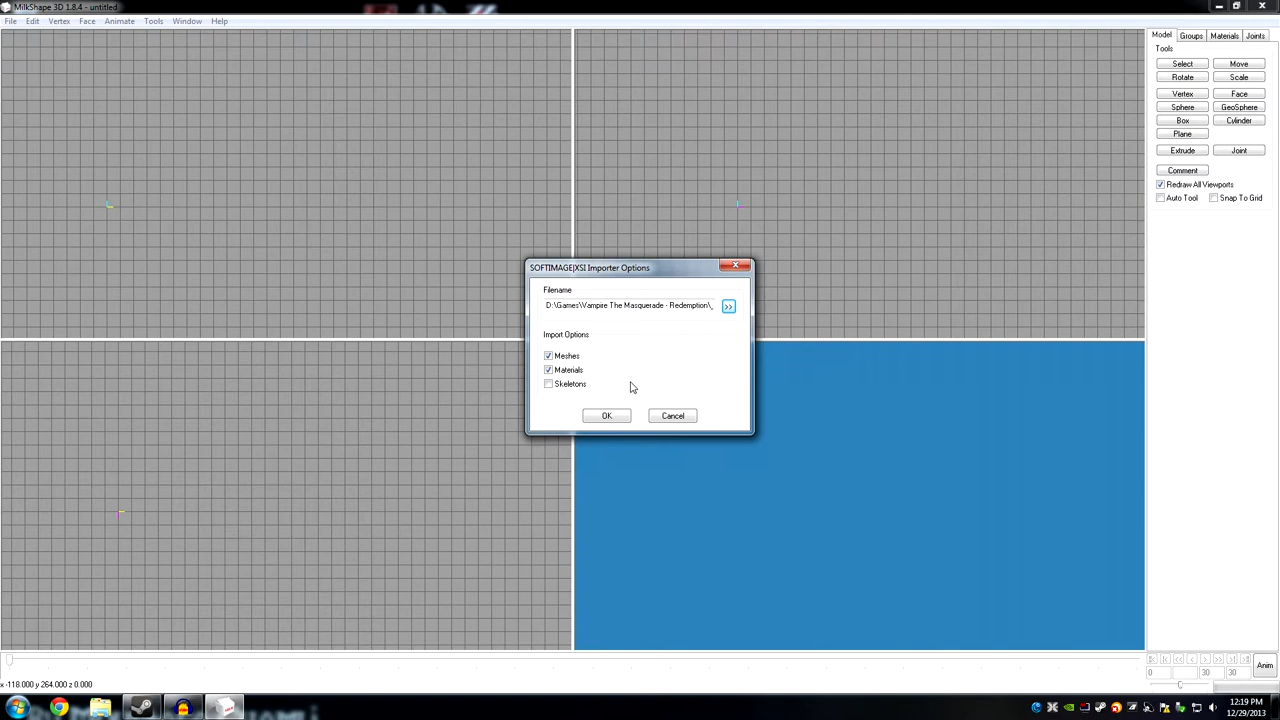 MilkShape 3D 1.8.4 - untitled
File Edit Vertex Face Animate Tools Window Help
Model Groups Materials Joints
Tools
Select Move
Rotate Scale
Vertex Face
Sphere GeoSphere
Box Cylinder
Plane
Extrude Joint
Comment
Redraw All Viewports
Auto Tool Snap To Grid
SOFTIMAGE|XSI Importer Options
Filename
D:\Games\Vampire The Masquerade - Redemption\_ >>
Import Options
Meshes
Materials
Skeletons
OK Cancel
0 30 30 Anim
x -118.000 y 264.000 z 0.000
12:19 PM
12/29/2013